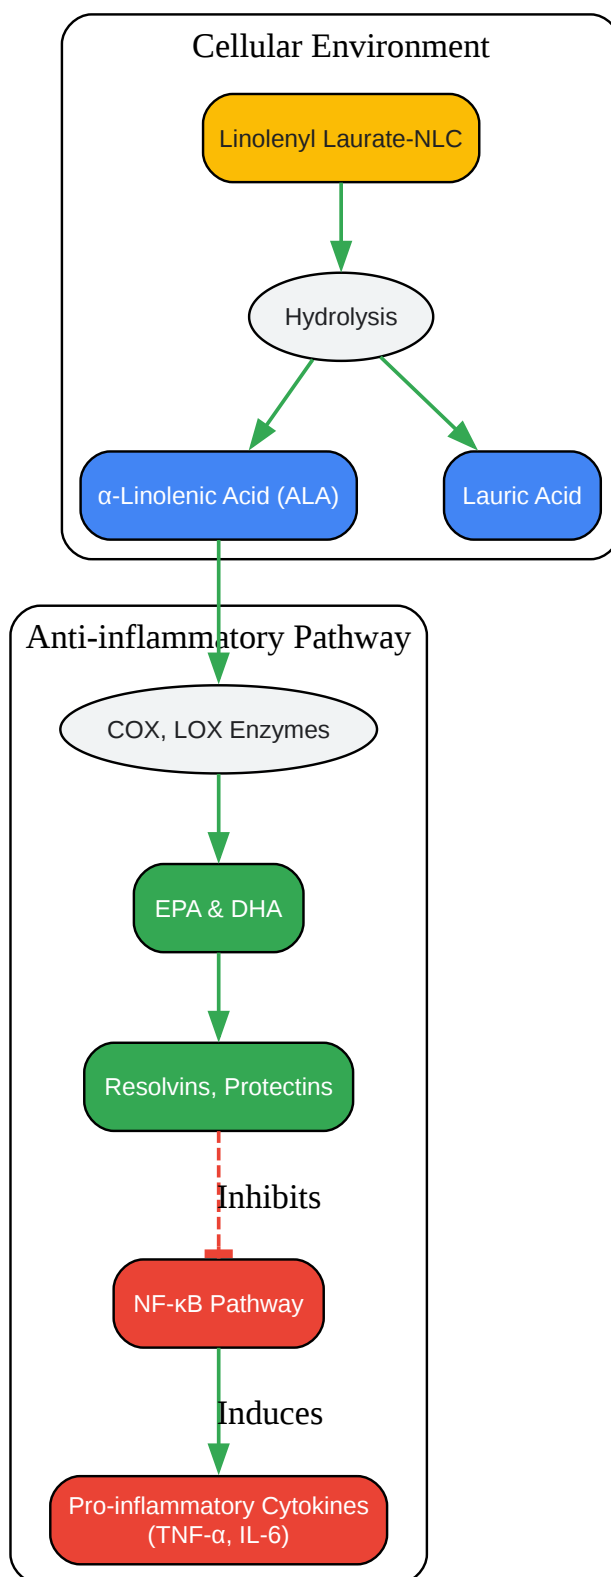 Cellular Environment
Linolenyl Laurate-NLC
Hydrolysis
α-Linolenic Acid (ALA)
Lauric Acid
Anti-inflammatory Pathway
COX, LOX Enzymes
EPA & DHA
Resolvins, Protectins
Inhibits
NF-κB Pathway
Induces
Pro-inflammatory Cytokines
(TNF-α, IL-6)